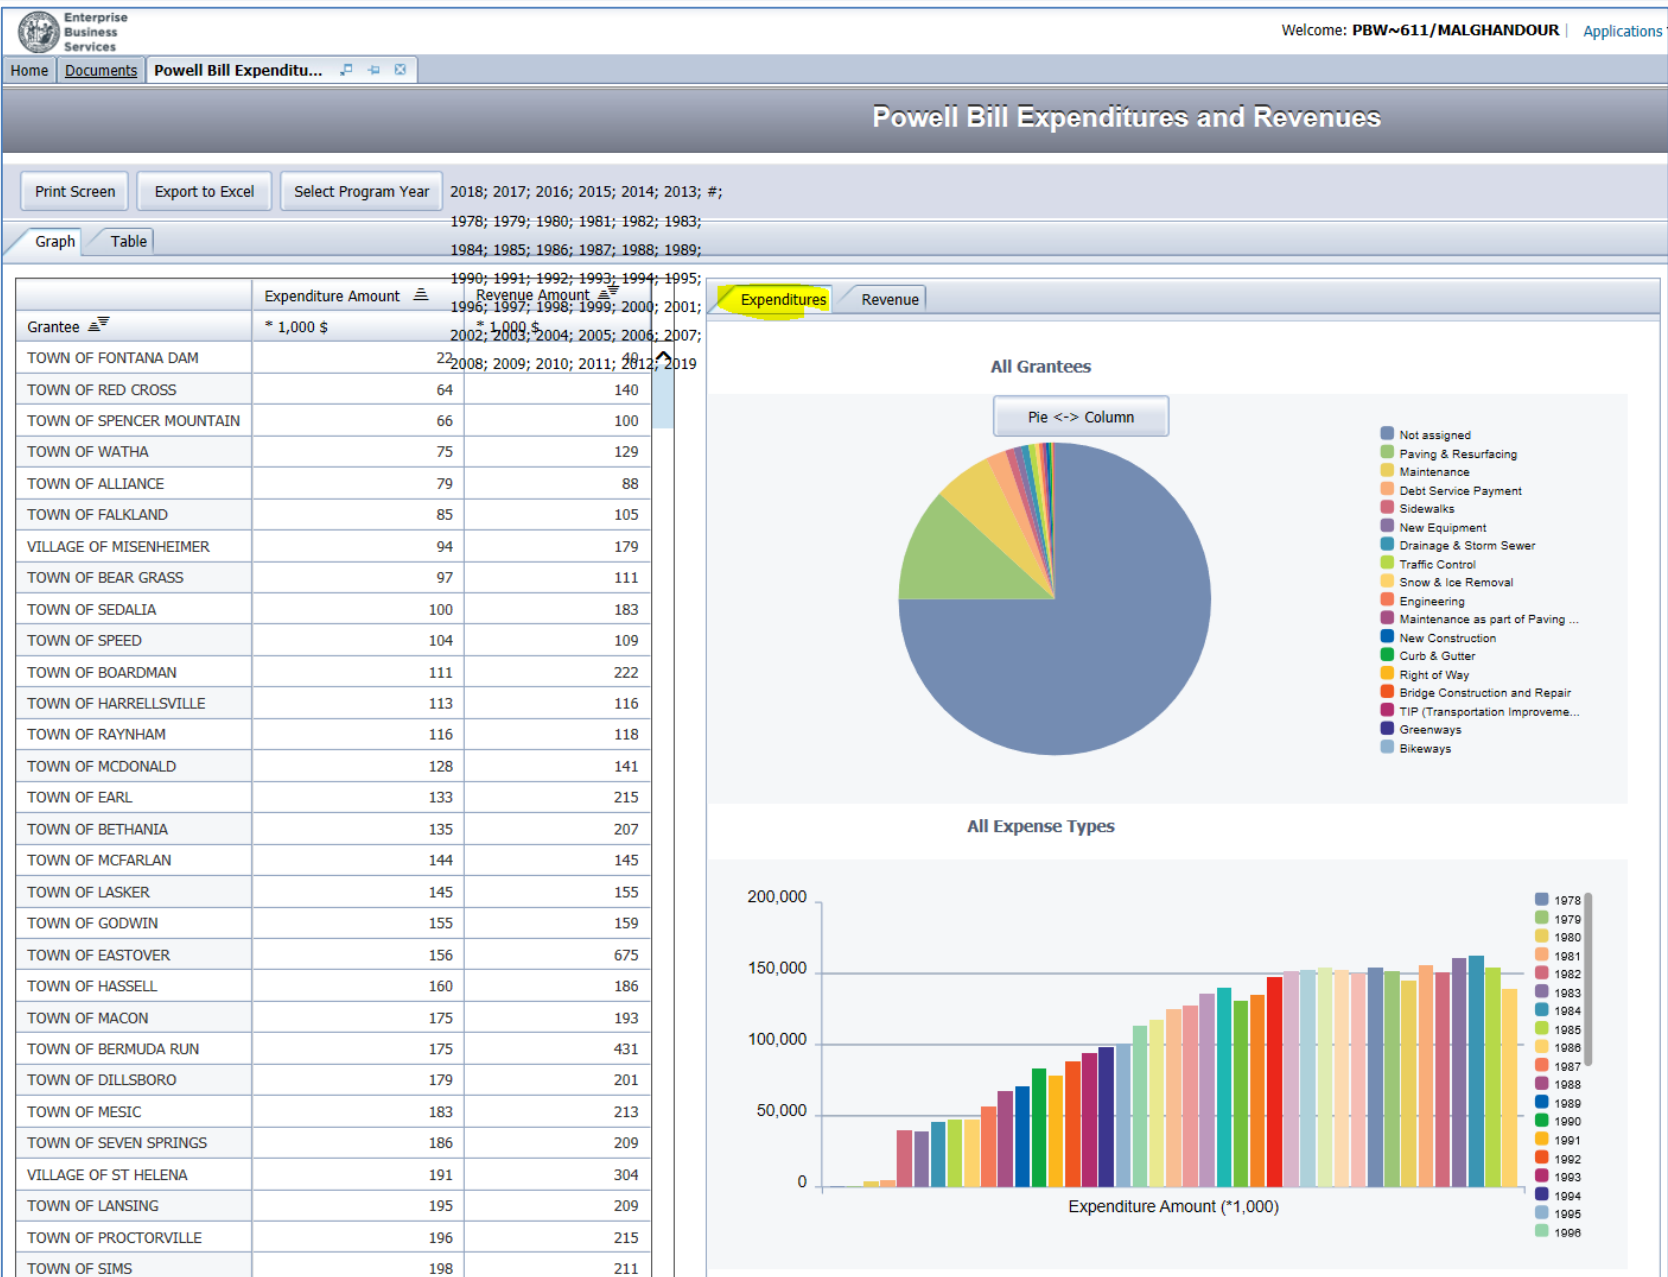 Enterprise
Business
Services
Welcome: PBW~611/MALGHANDOUR | Applications
Home Documents Powell Bill Expenditu...
Powell Bill Expenditures and Revenues
Print Screen Export to Excel Select Program Year 2018; 2017; 2016; 2015; 2014; 2013; #;
1978; 1979; 1980; 1981; 1982; 1983;
1984; 1985; 1986; 1987; 1988; 1989;
1990; 1991; 1992; 1993; 1994; 1995;
1996; 1997; 1998; 1999; 2000; 2001;
2002; 2003; 2004; 2005; 2006; 2007;
2008; 2009; 2010; 2011; 2012; 2019
Graph Table
Expenditure Amount Revenue Amount
Grantee * 1,000 $ * 1,000 $
TOWN OF FONTANA DAM 22 40
TOWN OF RED CROSS 64 140
TOWN OF SPENCER MOUNTAIN 66 100
TOWN OF WATHA 75 129
TOWN OF ALLIANCE 79 88
TOWN OF FALKLAND 85 105
VILLAGE OF MISENHEIMER 94 179
TOWN OF BEAR GRASS 97 111
TOWN OF SEDALIA 100 183
TOWN OF SPEED 104 109
TOWN OF BOARDMAN 111 222
TOWN OF HARRELLSVILLE 113 116
TOWN OF RAYNHAM 116 118
TOWN OF MCDONALD 128 141
TOWN OF EARL 133 215
TOWN OF BETHANIA 135 207
TOWN OF MCFARLAN 144 145
TOWN OF LASKER 145 155
TOWN OF GODWIN 155 159
TOWN OF EASTOVER 156 675
TOWN OF HASSELL 160 186
TOWN OF MACON 175 193
TOWN OF BERMUDA RUN 175 431
TOWN OF DILLSBORO 179 201
TOWN OF MESIC 183 213
TOWN OF SEVEN SPRINGS 186 209
VILLAGE OF ST HELENA 191 304
TOWN OF LANSING 195 209
TOWN OF PROCTORVILLE 196 215
TOWN OF SIMS 198 211
Expenditures Revenue
All Grantees
Pie <-> Column
Not assigned
Paving & Resurfacing
Maintenance
Debt Service Payment
Sidewalks
New Equipment
Drainage & Storm Sewer
Traffic Control
Snow & Ice Removal
Engineering
Maintenance as part of Paving ...
New Construction
Curb & Gutter
Right of Way
Bridge Construction and Repair
TIP (Transportation Improveme...
Greenways
Bikeways
All Expense Types
200,000
150,000
100,000
50,000
0
Expenditure Amount (*1,000)
1978
1979
1980
1981
1982
1983
1984
1985
1986
1987
1988
1989
1990
1991
1992
1993
1994
1995
1996